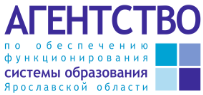 АГЕНТСТВО
по обеспечению
функционирования
системы образования
Ярославской области